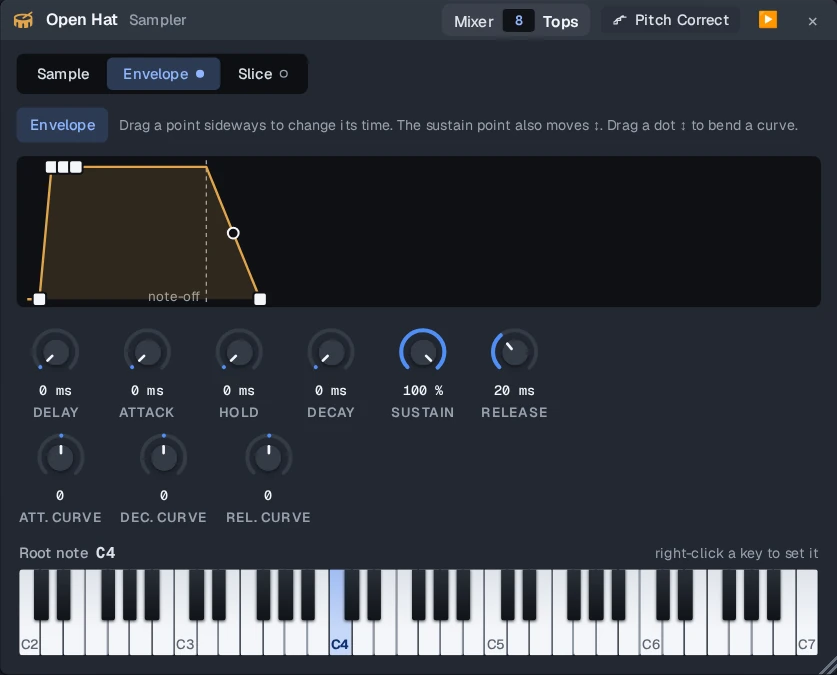 Open Hat Sampler Mixer 8 Tops Pitch Correct ×
Sample Envelope Slice
Envelope Drag a point sideways to change its time. The sustain point also moves ↕. Drag a dot ↕ to bend a curve.
note-off
0 ms 0 ms 0 ms 0 ms 100 % 20 ms
DELAY ATTACK HOLD DECAY SUSTAIN RELEASE
0 0 0
ATT. CURVE DEC. CURVE REL. CURVE
Root note C4 right-click a key to set it
C2 C3 C4 C5 C6 C7